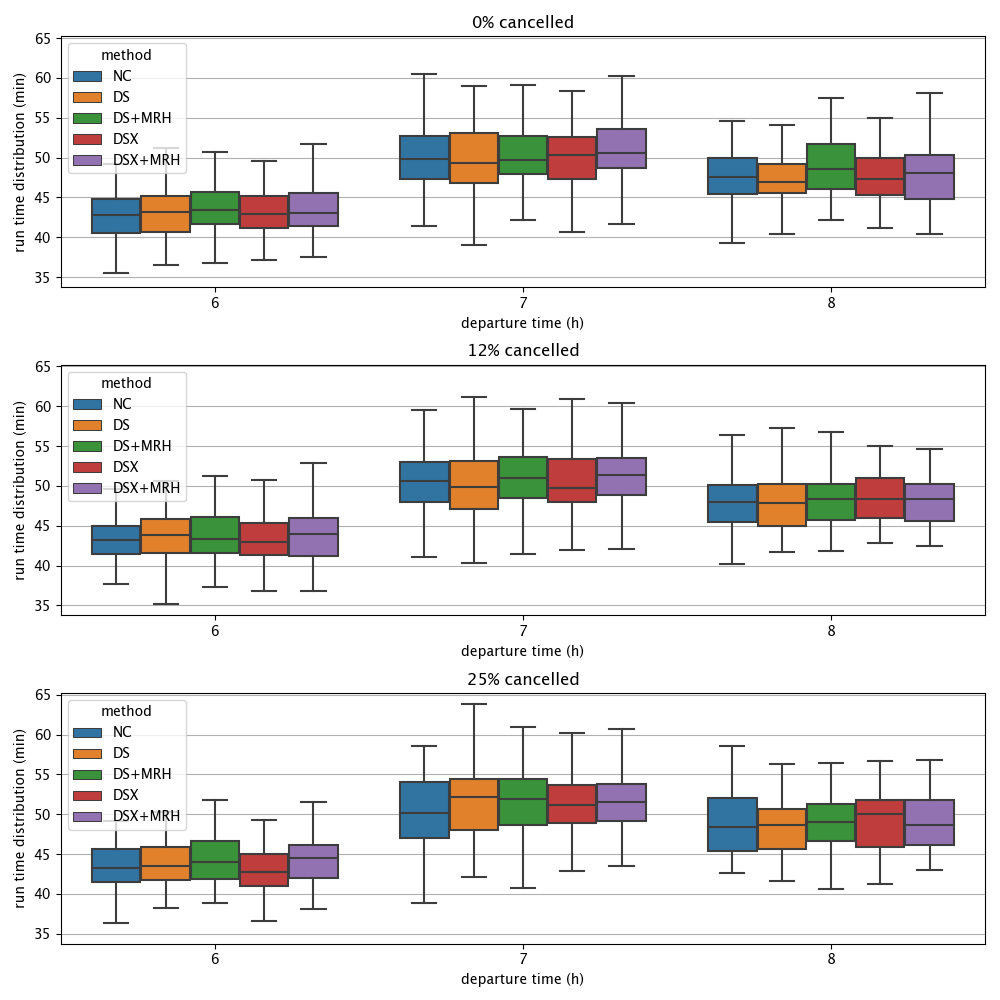 0% cancelled
run time distribution (min)
65
60
55
50
45
40
35
method
NC
DS
DS+MRH
DSX
DSX+MRH
6
7
8
departure time (h)
12% cancelled
run time distribution (min)
65
60
55
50
45
40
35
method
NC
DS
DS+MRH
DSX
DSX+MRH
6
7
8
departure time (h)
25% cancelled
run time distribution (min)
65
60
55
50
45
40
35
method
NC
DS
DS+MRH
DSX
DSX+MRH
6
7
8
departure time (h)